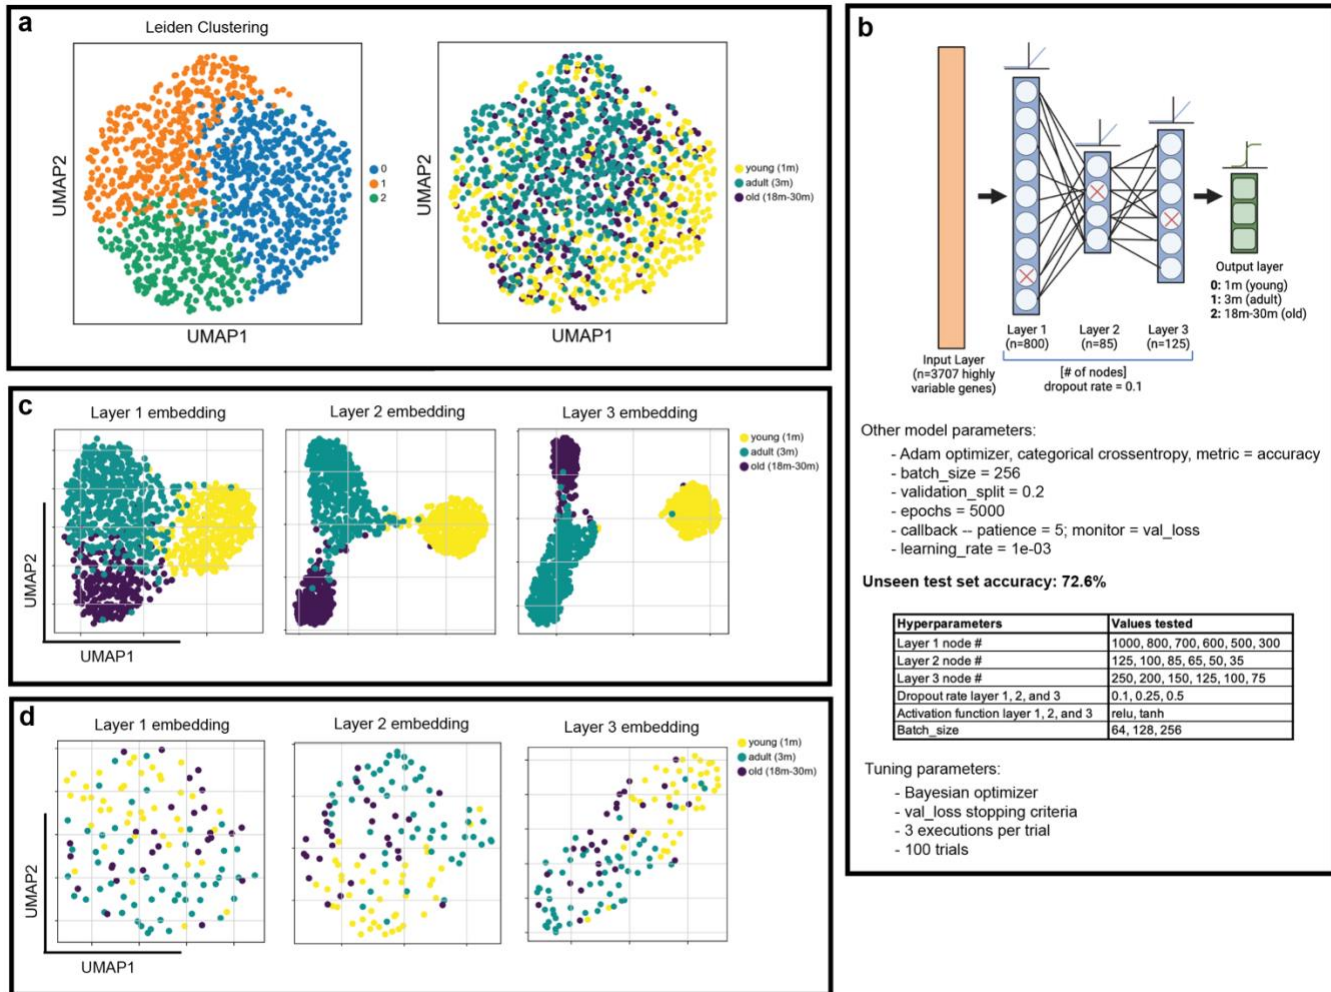 a
Leiden Clustering
UMAP2
UMAP1
0
1
2
UMAP2
UMAP1
young (1m)
adult (3m)
old (18m-30m)
b
Input Layer
(n=3707 highly
variable genes)
Layer 1
(n=800)
Layer 2
(n=85)
Layer 3
(n=125)
[# of nodes]
dropout rate = 0.1
Output layer
0: 1m (young)
1: 3m (adult)
2: 18m-30m (old)
Other model parameters:
- Adam optimizer, categorical crossentropy, metric = accuracy
- batch_size = 256
- validation_split = 0.2
- epochs = 5000
- callback -- patience = 5; monitor = val_loss
- learning_rate = 1e-03
Unseen test set accuracy: 72.6%
Hyperparameters Values tested
Layer 1 node # 1000, 800, 700, 600, 500, 300
Layer 2 node # 125, 100, 85, 65, 50, 35
Layer 3 node # 250, 200, 150, 125, 100, 75
Dropout rate layer 1, 2, and 3 0.1, 0.25, 0.5
Activation function layer 1, 2, and 3 relu, tanh
Batch_size 64, 128, 256
Tuning parameters:
- Bayesian optimizer
- val_loss stopping criteria
- 3 executions per trial
- 100 trials
c
Layer 1 embedding
Layer 2 embedding
Layer 3 embedding
UMAP2
UMAP1
young (1m)
adult (3m)
old (18m-30m)
d
Layer 1 embedding
Layer 2 embedding
Layer 3 embedding
UMAP2
UMAP1
young (1m)
adult (3m)
old (18m-30m)